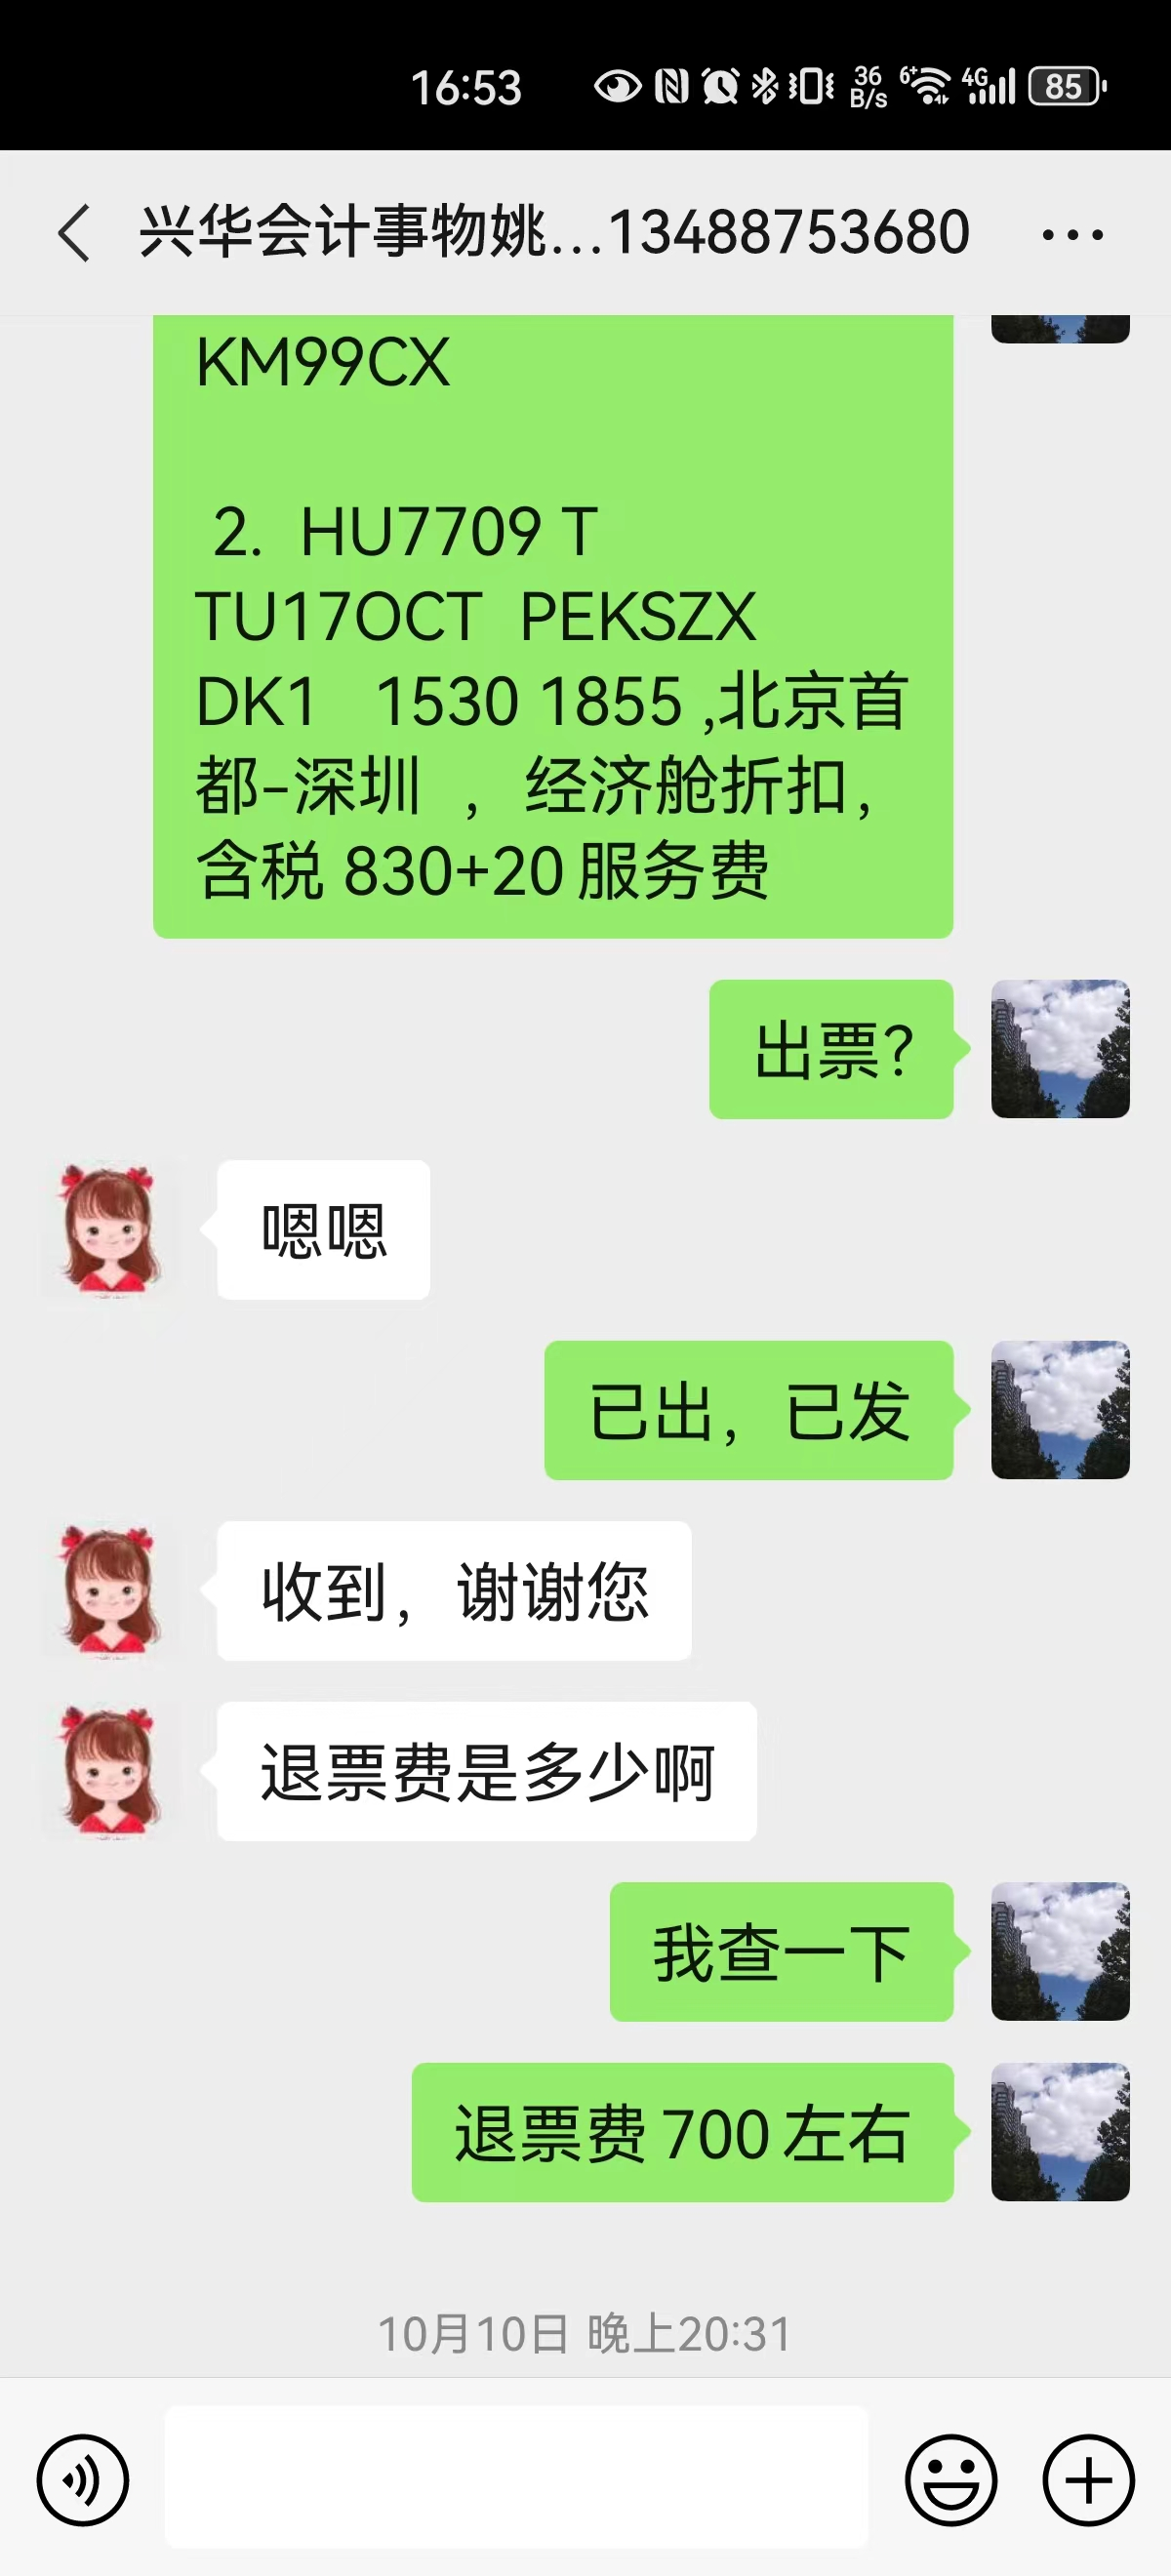 16:53
36
B/s
6+
4G
85
兴华会计事物姚...13488753680
KM99CX
2. HU7709 T
TU17OCT PEKSZX
DK1 1530 1855 ,北京首
都-深圳 ，经济舱折扣，
含税 830+20 服务费
出票？
嗯嗯
已出，已发
收到，谢谢您
退票费是多少啊
我查一下
退票费 700 左右
10月10日 晚上20:31